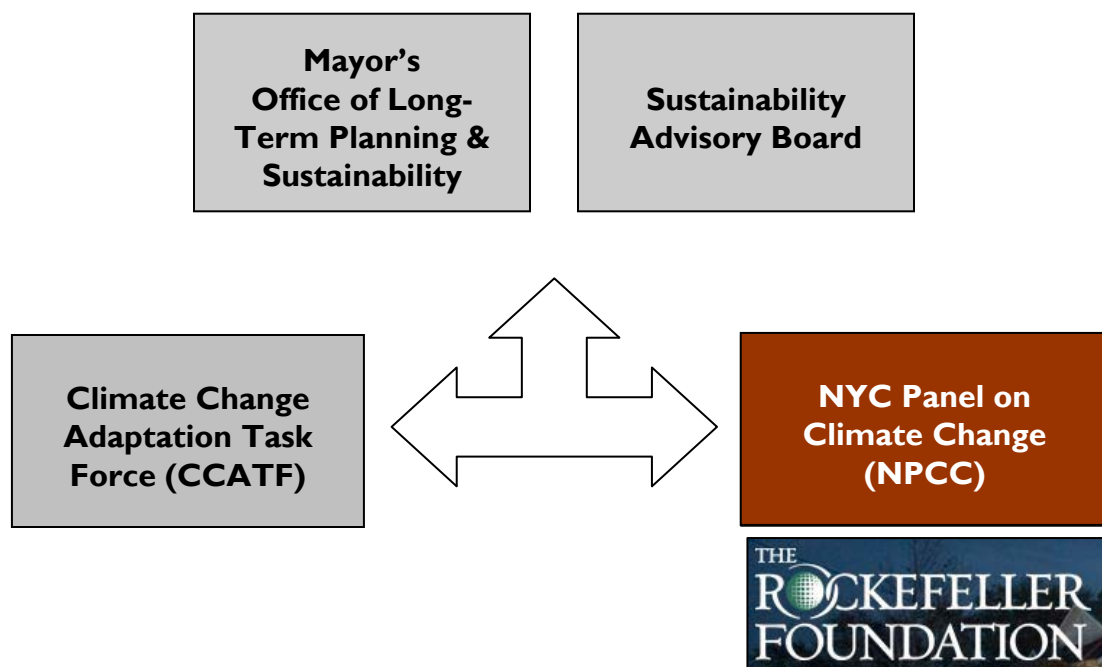 Mayor's
Office of Long-
Term Planning &
Sustainability
Sustainability
Advisory Board
Climate Change
Adaptation Task
Force (CCATF)
NYC Panel on
Climate Change
(NPCC)
THE
ROCKEFELLER
FOUNDATION